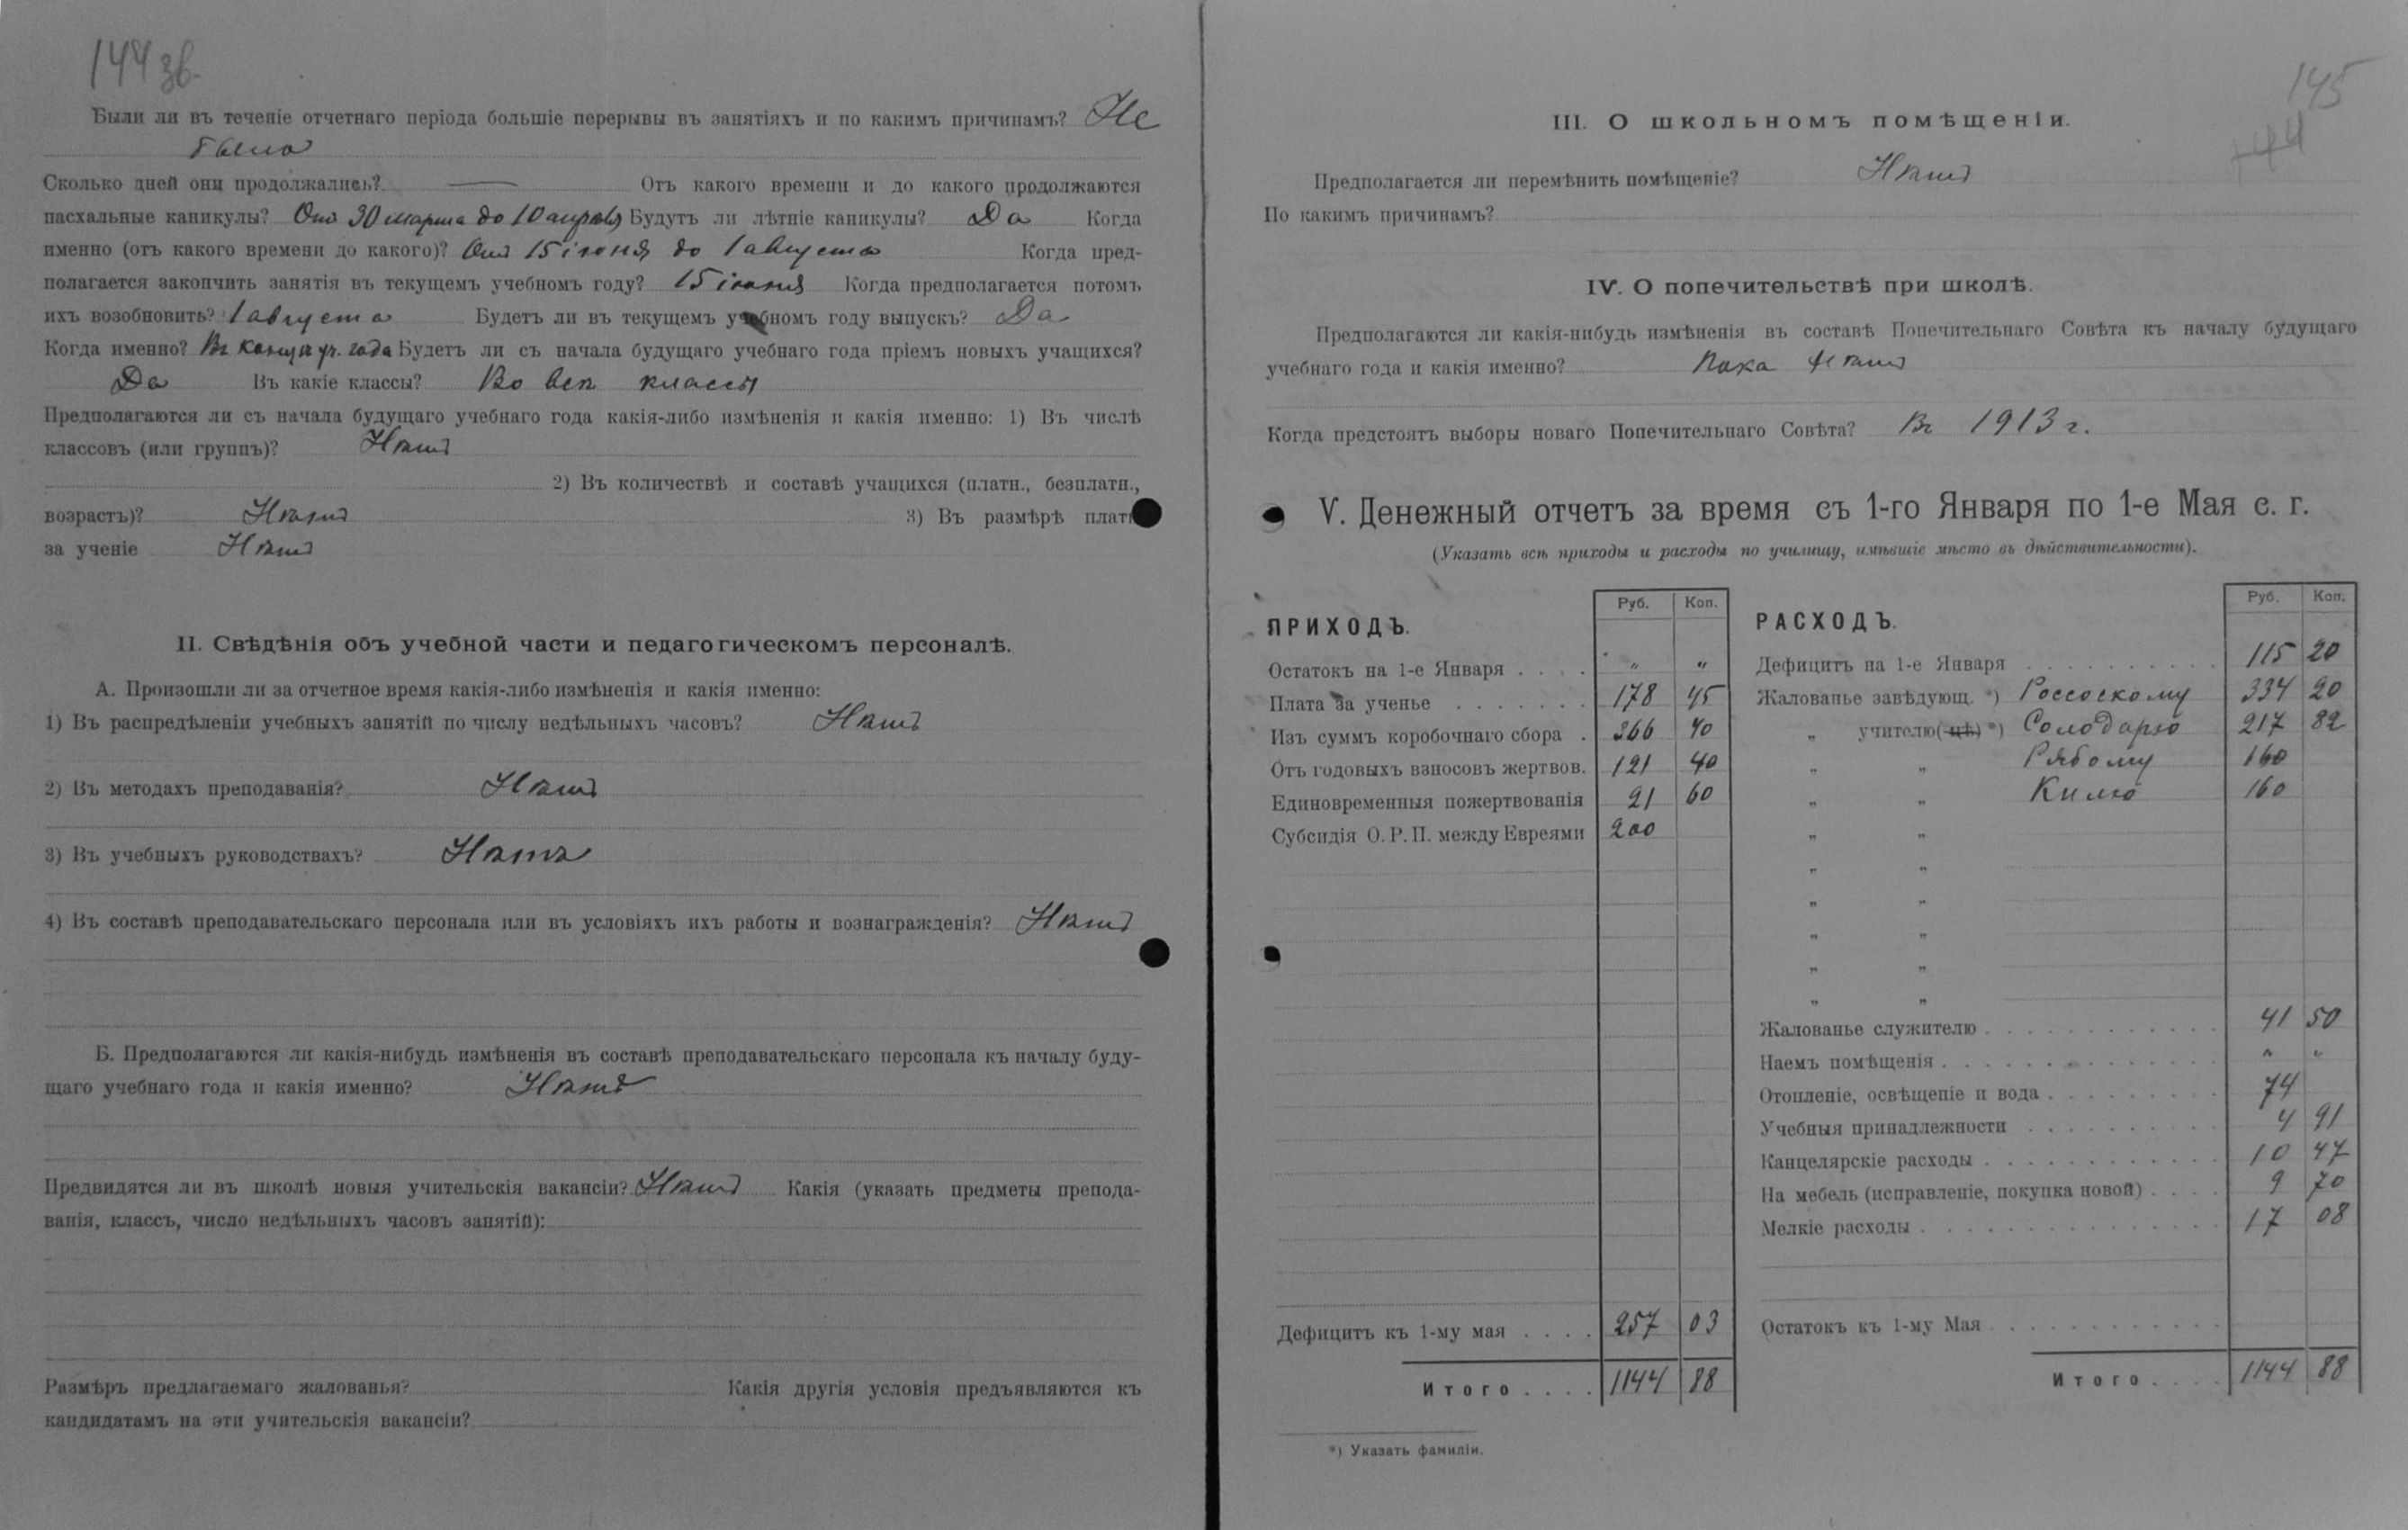 144 зв.
Были ли въ теченіе отчетнаго періода большіе перерывы въ занятіяхъ и по какимъ причинамъ? Не
было
Сколько дней они продолжались? — Отъ какого времени и до какого продолжаются
пасхальные каникулы? Отъ 30 марта до 10 апрѣля Будутъ ли лѣтніе каникулы? Да Когда
именно (отъ какого времени до какого)? Отъ 15 іюня до 1 августа Когда пред-
полагается закончить занятія въ текущемъ учебномъ году? 15 іюня Когда предполагается потомъ
ихъ возобновить? 1 августа Будетъ ли въ текущемъ учебномъ году выпускъ? Да
Когда именно? Въ концѣ уч. года Будетъ ли съ начала будущаго учебнаго года пріемъ новыхъ учащихся?
Да Въ какіе классы? Во всѣ классы
Предполагаются ли съ начала будущаго учебнаго года какія-либо измѣненія и какія именно: 1) Въ числѣ
классовъ (или группъ)? Нѣтъ
2) Въ количествѣ и составѣ учащихся (платн., безплатн.,
возрастъ)? Нѣтъ 3) Въ размѣрѣ платы
за ученіе Нѣтъ
II. Свѣдѣнія объ учебной части и педагогическомъ персоналѣ.
А. Произошли ли за отчетное время какія-либо измѣненія и какія именно:
1) Въ распредѣленіи учебныхъ занятій по числу недѣльныхъ часовъ? Нѣтъ
2) Въ методахъ преподаванія? Нѣтъ
3) Въ учебныхъ руководствахъ? Нѣтъ
4) Въ составѣ преподавательскаго персонала или въ условіяхъ ихъ работы и вознагражденія? Нѣтъ
Б. Предполагаются ли какія-нибудь измѣненія въ составѣ преподавательскаго персонала къ началу буду-
щаго учебнаго года и какія именно? Нѣтъ
Предвидятся ли въ школѣ новыя учительскія вакансіи? Нѣтъ Какія (указать предметы препода-
ванія, классъ, число недѣльныхъ часовъ занятій):
Размѣръ предлагаемаго жалованья? Какія другія условія предъявляются къ
кандидатамъ на эти учительскія вакансіи?
145
144
III. О школьномъ помѣщеніи.
Предполагается ли перемѣнить помѣщеніе? Нѣтъ
По какимъ причинамъ?
IV. О попечительствѣ при школѣ.
Предполагаются ли какія-нибудь измѣненія въ составѣ Попечительнаго Совѣта къ началу будущаго
учебнаго года и какія именно? Пока нѣтъ
Когда предстоятъ выборы новаго Попечительнаго Совѣта? Въ 1913 г.
V. Денежный отчетъ за время съ 1-го Января по 1-е Мая с. г.
(Указать всѣ приходы и расходы по училищу, имѣвшіе мѣсто въ дѣйствительности).
ПРИХОДЪ. Руб. Коп.
Остатокъ на 1-е Января . . . . „ „
Плата за ученье . . . . . . . 178 45
Изъ суммъ коробочнаго сбора . 366 40
Отъ годовыхъ взносовъ жертвов. 121 40
Единовременныя пожертвованія 21 60
Субсидія О. Р. П. между Евреями 200
Дефицитъ къ 1-му мая . . . . 257 03
Итого . . . . 1144 88
*) Указать фамиліи.
РАСХОДЪ. Руб. Коп.
Дефицитъ на 1-е Января . . . . . . . . . . 115 20
Жалованье завѣдующ. *) Россоскому 334 20
„ учителю(-цѣ) *) Солодарю 217 82
„ „ Рябому 160
„ „ Килю 160
„ „
„ „
„ „
„ „
„ „
„ „
Жалованье служителю . . . . . . . . . . . . 41 50
Наемъ помѣщенія . . . . . . . . . . . . . . „ „
Отопленіе, освѣщеніе и вода . . . . . . . . . 74
Учебныя принадлежности . . . . . . . . . . 4 91
Канцелярскіе расходы . . . . . . . . . . . . 10 47
На мебель (исправленіе, покупка новой) . . . . 9 70
Мелкіе расходы . . . . . . . . . . . . . . . 17 08
Остатокъ къ 1-му Мая . . . . . . . . . . . .
Итого . . . . 1144 88